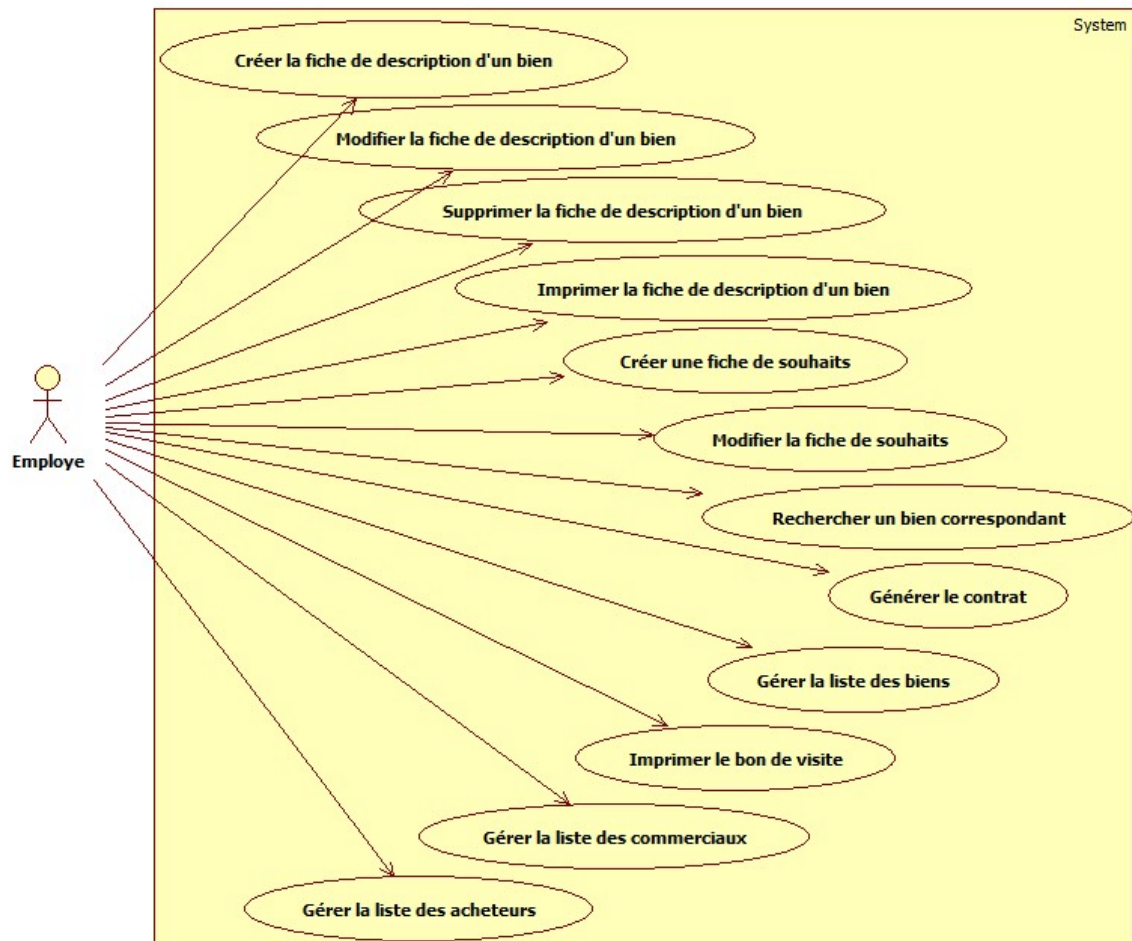 System
Créer la fiche de description d'un bien
Modifier la fiche de description d'un bien
Supprimer la fiche de description d'un bien
Imprimer la fiche de description d'un bien
Créer une fiche de souhaits
Modifier la fiche de souhaits
Employe
Rechercher un bien correspondant
Générer le contrat
Gérer la liste des biens
Imprimer le bon de visite
Gérer la liste des commerciaux
Gérer la liste des acheteurs